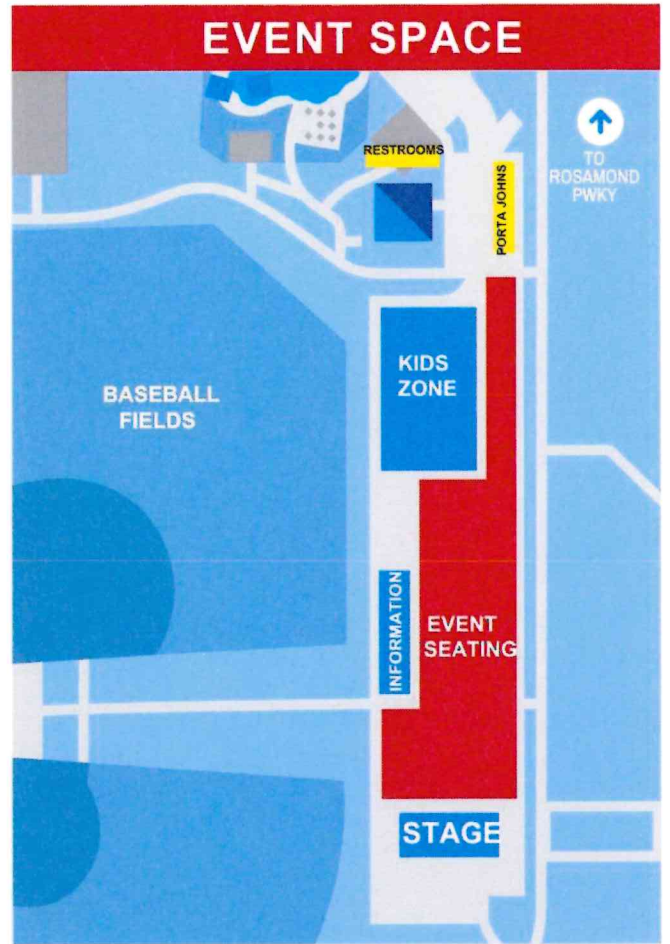 EVENT SPACE
RESTROOMS
TO
ROSAMOND
PWKY
PORTA JOHNS
KIDS
ZONE
BASEBALL
FIELDS
INFORMATION
EVENT
SEATING
STAGE